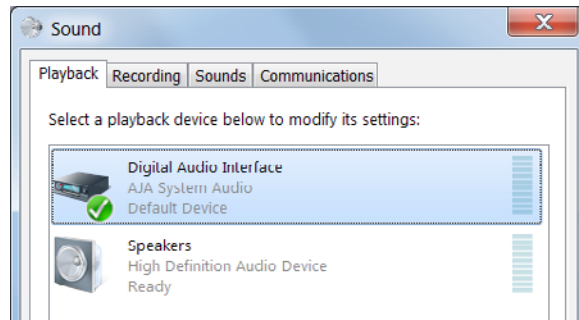 Sound
Playback Recording Sounds Communications
Select a playback device below to modify its settings:
Digital Audio Interface
AJA System Audio
Default Device
Speakers
High Definition Audio Device
Ready